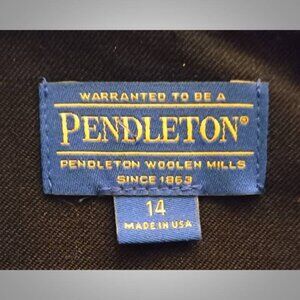 WARRANTED TO BE A
PENDLETON®
PENDLETON WOOLEN MILLS
SINCE 1863
14
MADE IN USA